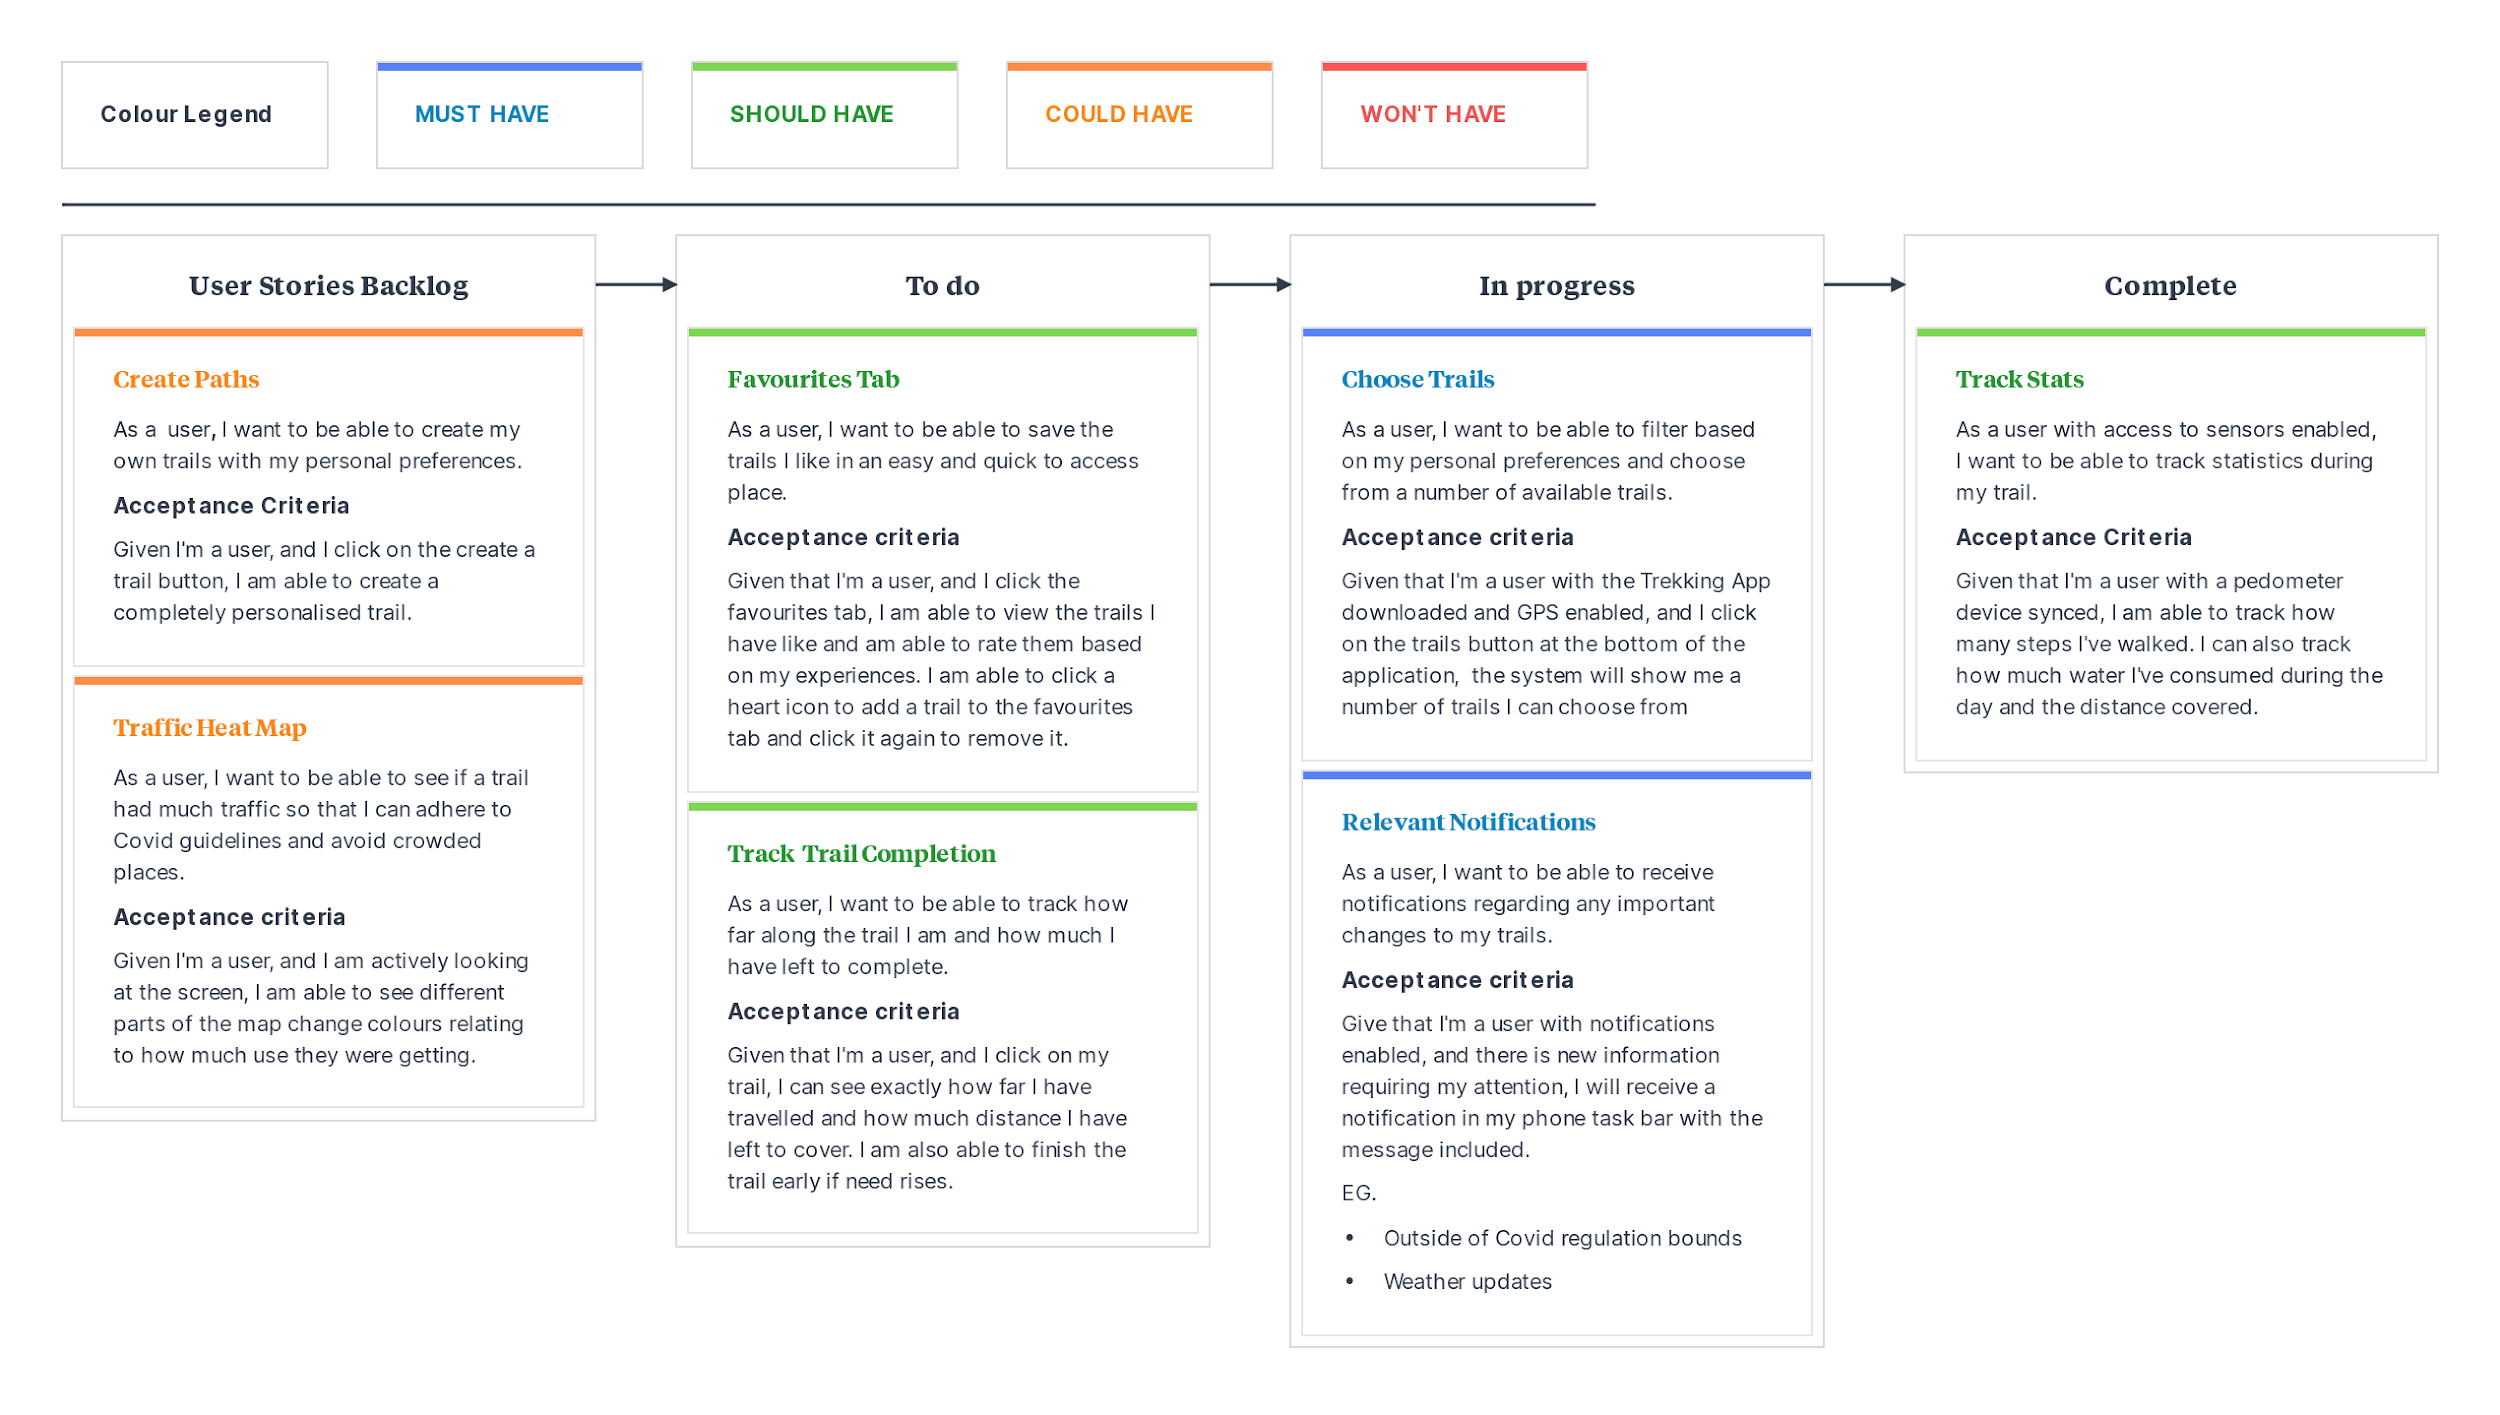 Colour Legend
MUST HAVE
SHOULD HAVE
COULD HAVE
WON'T HAVE
User Stories Backlog
Create Paths
As a  user, I want to be able to create my
own trails with my personal preferences.
Acceptance Criteria
Given I'm a user, and I click on the create a
trail button, I am able to create a
completely personalised trail.
Traffic Heat Map
As a user, I want to be able to see if a trail
had much traffic so that I can adhere to
Covid guidelines and avoid crowded
places.
Acceptance criteria
Given I'm a user, and I am actively looking
at the screen, I am able to see different
parts of the map change colours relating
to how much use they were getting.
To do
Favourites Tab
As a user, I want to be able to save the
trails I like in an easy and quick to access
place.
Acceptance criteria
Given that I'm a user, and I click the
favourites tab, I am able to view the trails I
have like and am able to rate them based
on my experiences. I am able to click a
heart icon to add a trail to the favourites
tab and click it again to remove it.
Track Trail Completion
As a user, I want to be able to track how
far along the trail I am and how much I
have left to complete.
Acceptance criteria
Given that I'm a user, and I click on my
trail, I can see exactly how far I have
travelled and how much distance I have
left to cover. I am also able to finish the
trail early if need rises.
In progress
Choose Trails
As a user, I want to be able to filter based
on my personal preferences and choose
from a number of available trails.
Acceptance criteria
Given that I'm a user with the Trekking App
downloaded and GPS enabled, and I click
on the trails button at the bottom of the
application,  the system will show me a
number of trails I can choose from
Relevant Notifications
As a user, I want to be able to receive
notifications regarding any important
changes to my trails.
Acceptance criteria
Give that I'm a user with notifications
enabled, and there is new information
requiring my attention, I will receive a
notification in my phone task bar with the
message included.
EG.
• Outside of Covid regulation bounds
• Weather updates
Complete
Track Stats
As a user with access to sensors enabled,
I want to be able to track statistics during
my trail.
Acceptance Criteria
Given that I'm a user with a pedometer
device synced, I am able to track how
many steps I've walked. I can also track
how much water I've consumed during the
day and the distance covered.